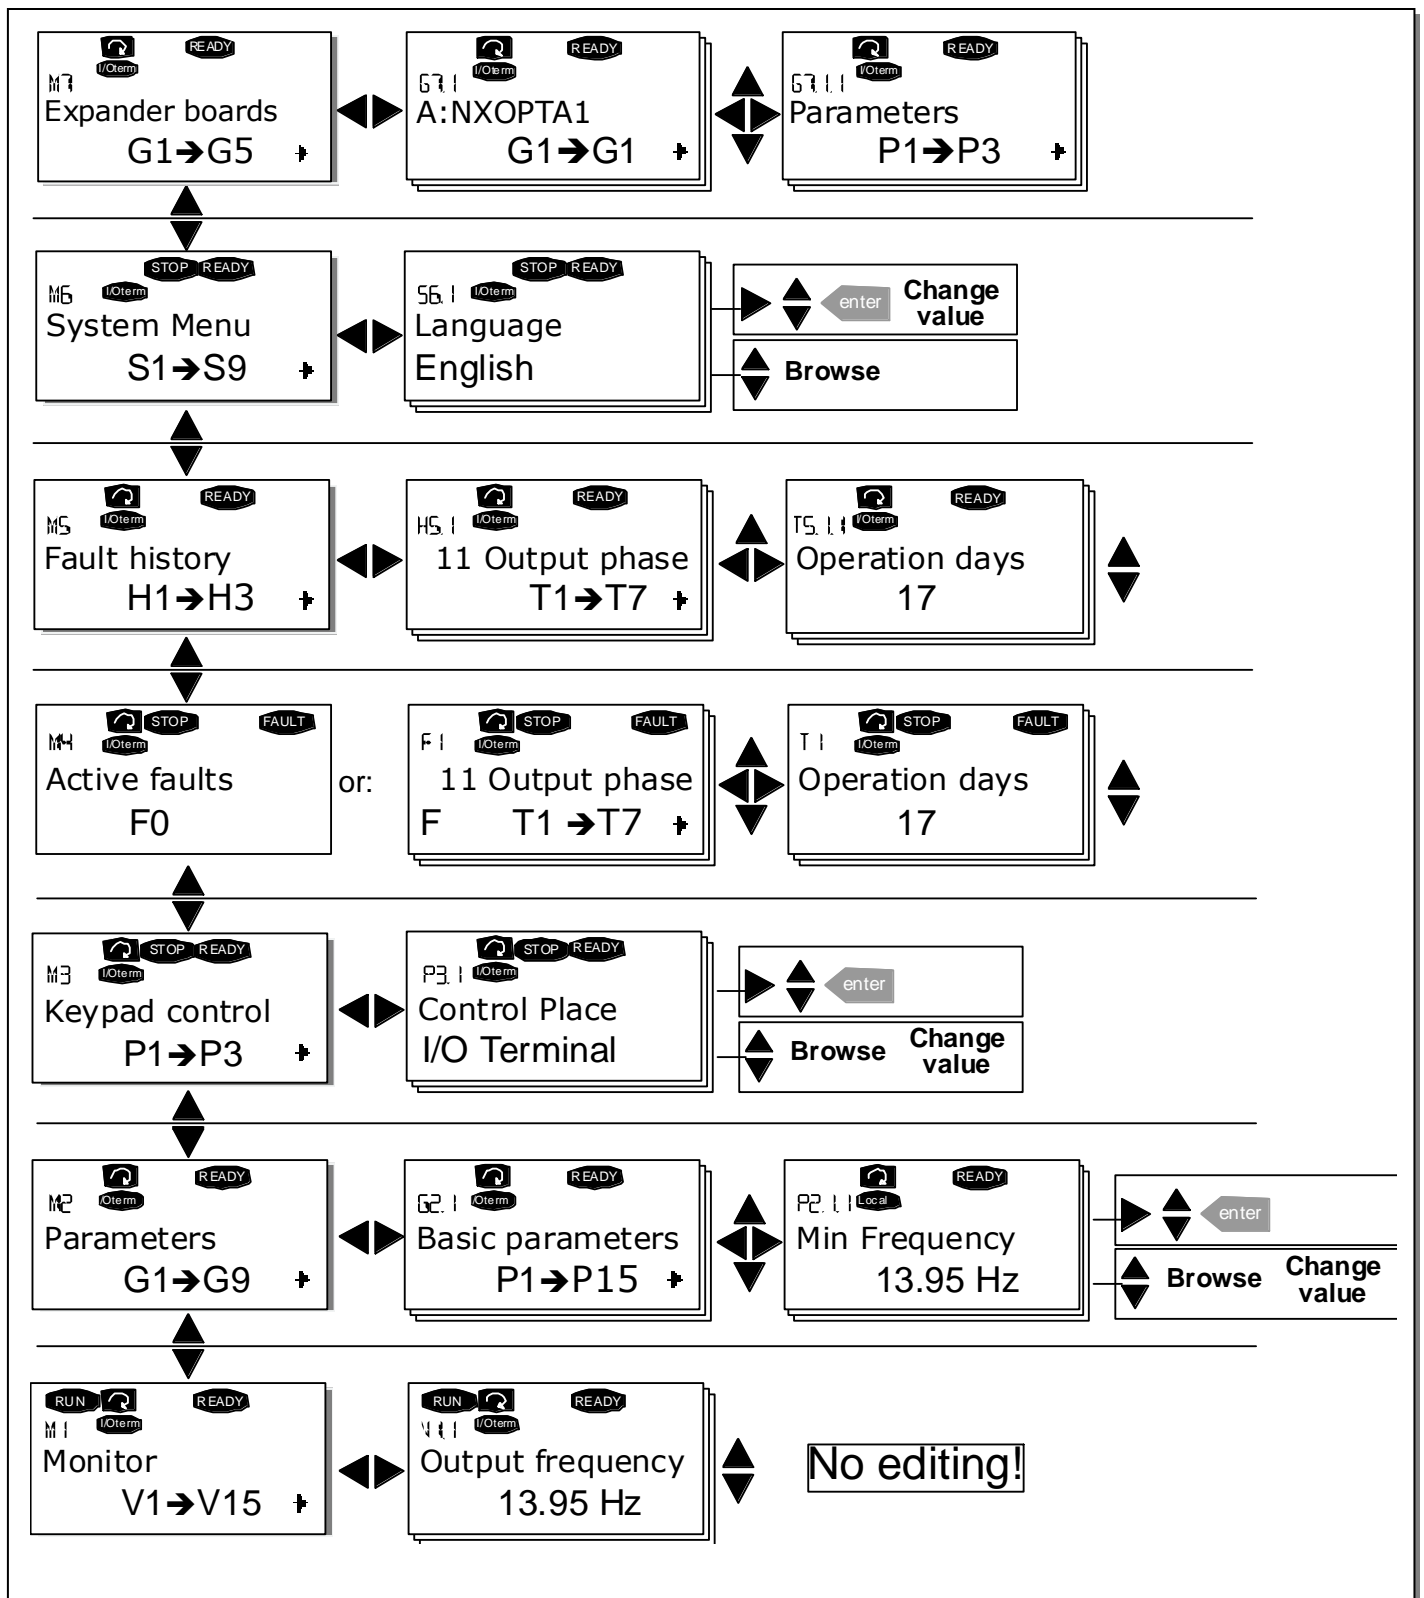 READY
I/Oterm
M7
Expander boards
G1➔G5
READY
I/Oterm
G7.1
A:NXOPTA1
G1➔G1
READY
I/Oterm
G7.1.1
Parameters
P1➔P3
STOP READY
M6 I/Oterm
System Menu
S1➔S9
STOP READY
S6.1 I/Oterm
Language
English
enter Change
value
Browse
READY
M5 I/Oterm
Fault history
H1➔H3
READY
H5.1 I/Oterm
11 Output phase
T1➔T7
READY
T5.1.1 I/Oterm
Operation days
17
STOP FAULT
M4 I/Oterm
Active faults
F0
or:
STOP FAULT
F1 I/Oterm
11 Output phase
F T1 ➔T7
STOP FAULT
T1 I/Oterm
Operation days
17
STOP READY
M3 I/Oterm
Keypad control
P1➔P3
STOP READY
P3.1 I/Oterm
Control Place
I/O Terminal
enter
Browse Change
value
READY
M2 I/Oterm
Parameters
G1➔G9
READY
G2.1 I/Oterm
Basic parameters
P1➔P15
READY
P2.1.1 Local
Min Frequency
13.95 Hz
enter
Browse Change
value
RUN READY
M1 I/Oterm
Monitor
V1➔V15
RUN READY
V1.1 I/Oterm
Output frequency
13.95 Hz
No editing!